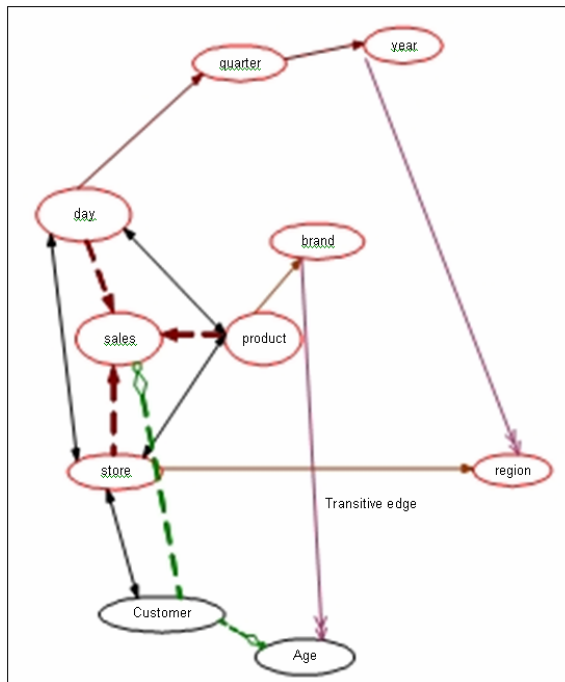 year
quarter
day
brand
sales
product
store
region
Transitive edge
Customer
Age